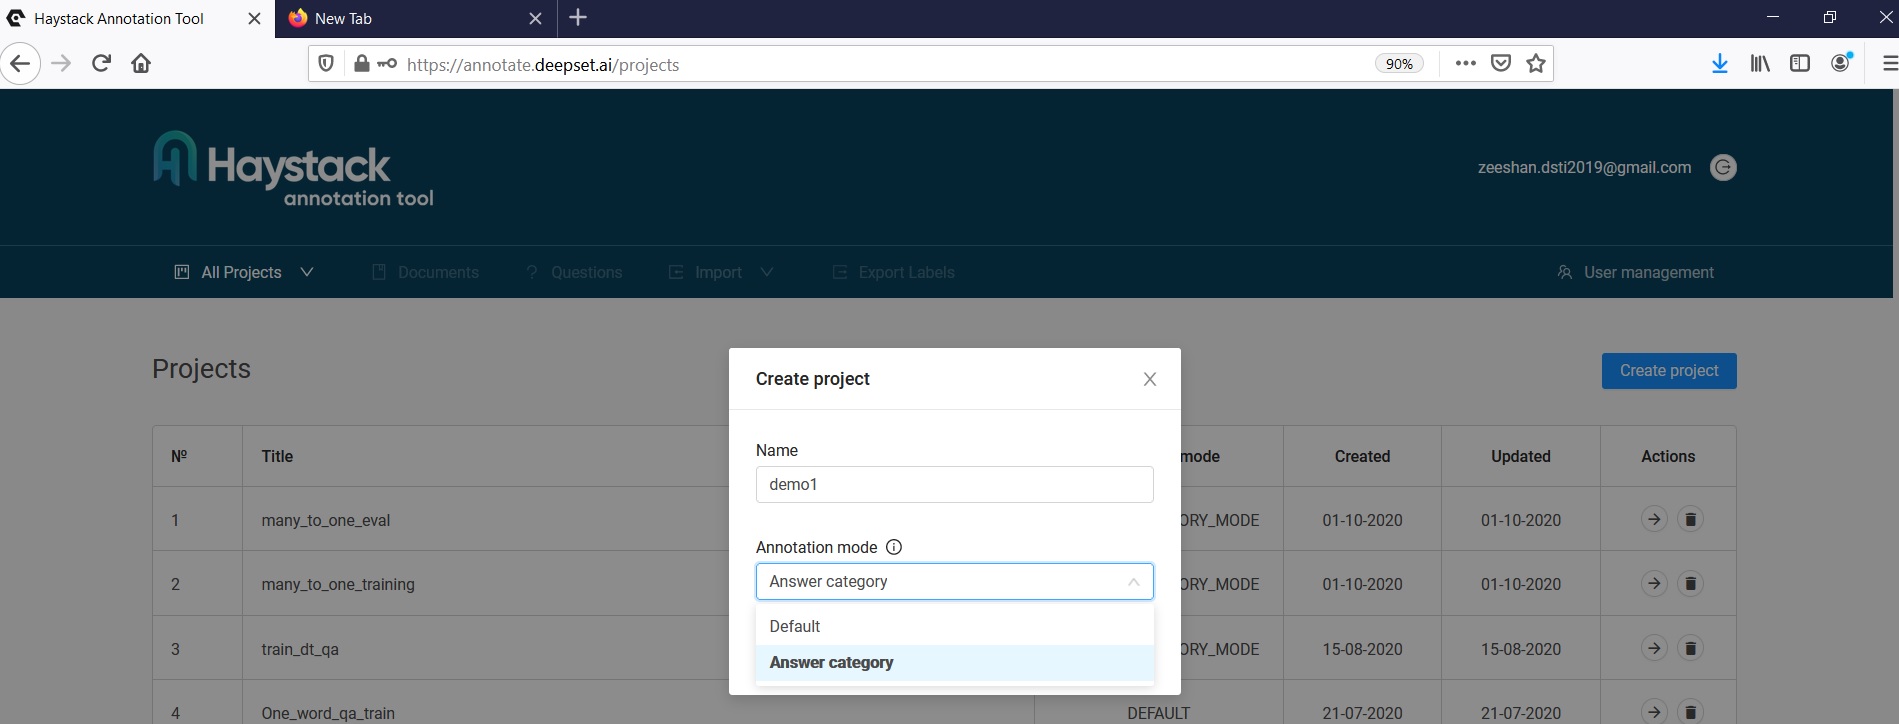 Haystack Annotation Tool
New Tab
https://annotate.deepset.ai/projects
90%
Haystack
annotation tool
zeeshan.dsti2019@gmail.com
All Projects
Documents
Questions
Import
Export Labels
User management
Projects
Create project
Create project
Name
demo1
Annotation mode
Answer category
Default
Answer category
№ Title mode Created Updated Actions
1 many_to_one_eval ORY_MODE 01-10-2020 01-10-2020
2 many_to_one_training ORY_MODE 01-10-2020 01-10-2020
3 train_dt_qa ORY_MODE 15-08-2020 15-08-2020
4 One_word_qa_train DEFAULT 21-07-2020 21-07-2020